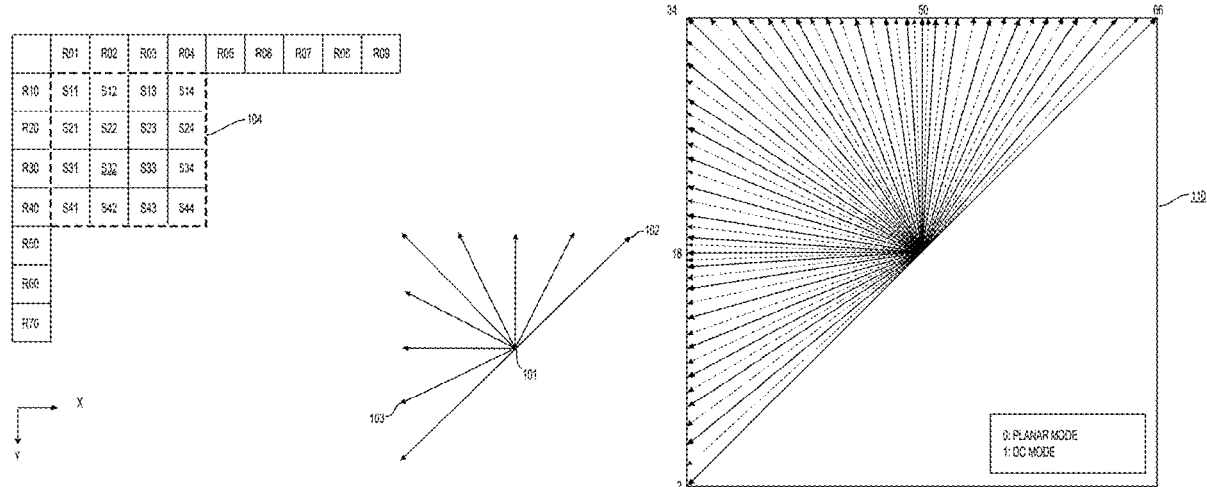 R01 R02 R03 R04 R05 R06 R07 R08 R09
R10 S11 S12 S13 S14
R20 S21 S22 S23 S24
R30 S31 S32 S33 S34
R40 S41 S42 S43 S44
R50
R60
R70
104
X
Y
101
102
103
34
50
66
18
2
110
0: PLANAR MODE
1: DC MODE